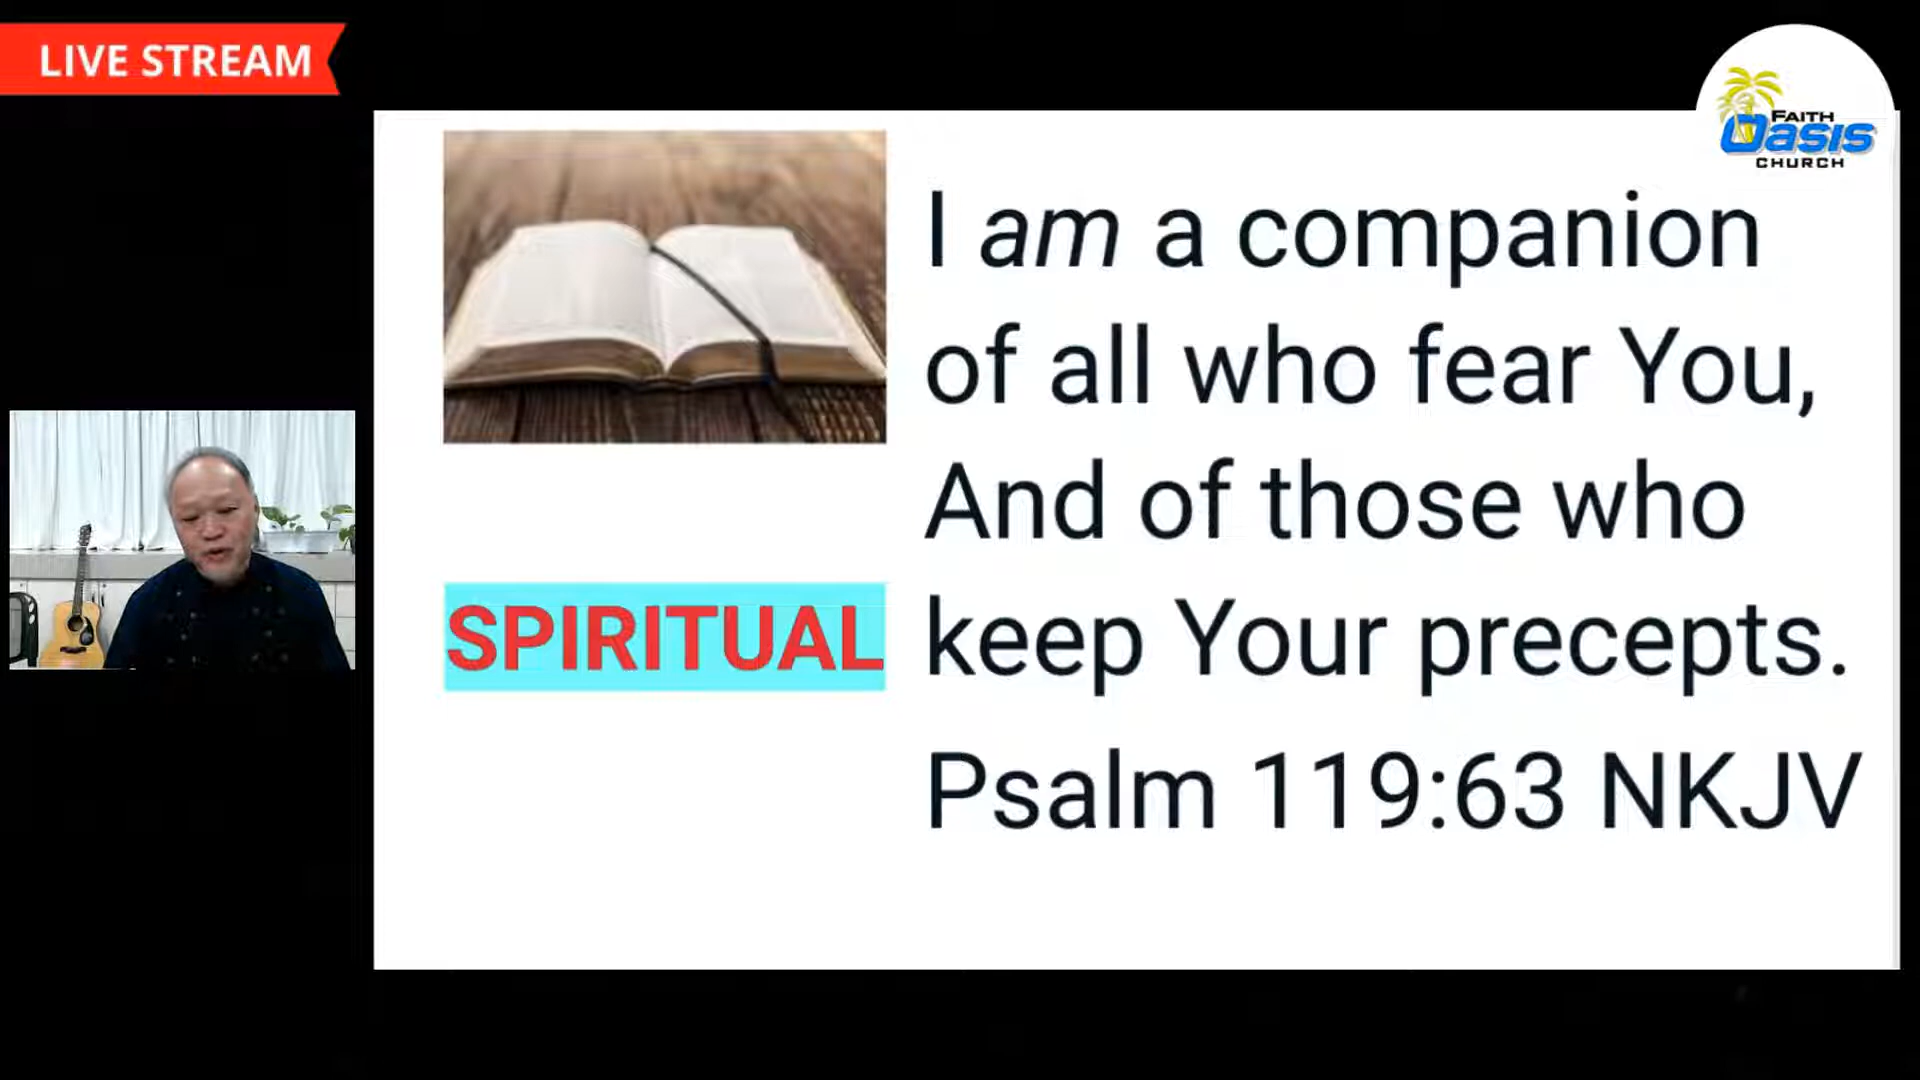 LIVE STREAM
FAITH
Oasis
CHURCH
I am a companion
of all who fear You,
And of those who
keep Your precepts.
Psalm 119:63 NKJV
SPIRITUAL